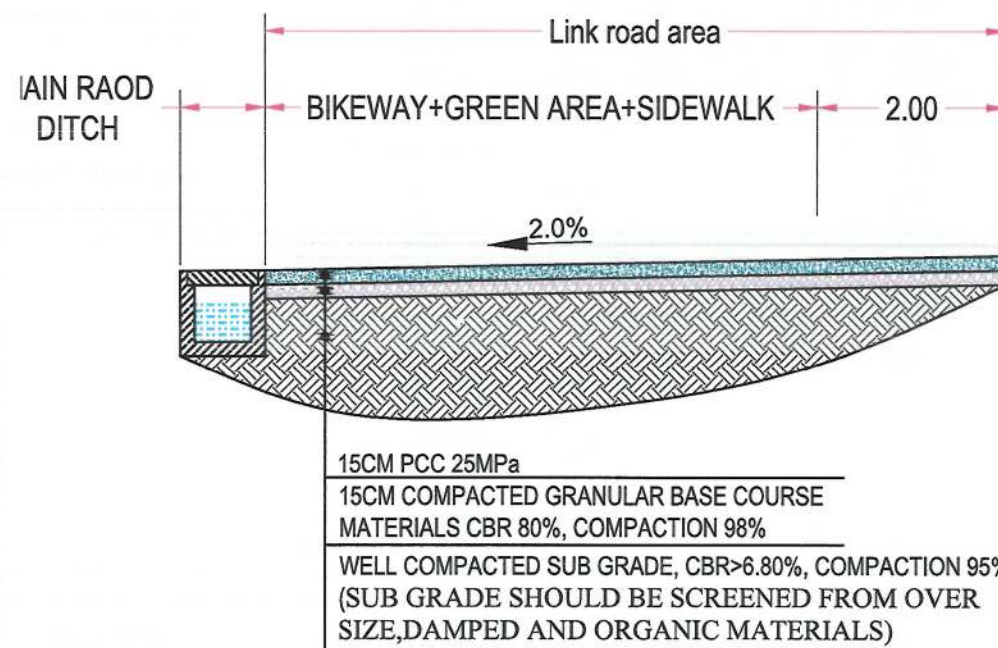 Link road area
AIN RAOD
DITCH
BIKEWAY+GREEN AREA+SIDEWALK
2.00
2.0%
15CM PCC 25MPa
15CM COMPACTED GRANULAR BASE COURSE
MATERIALS CBR 80%, COMPACTION 98%
WELL COMPACTED SUB GRADE, CBR>6.80%, COMPACTION 95%
(SUB GRADE SHOULD BE SCREENED FROM OVER
SIZE,DAMPED AND ORGANIC MATERIALS)